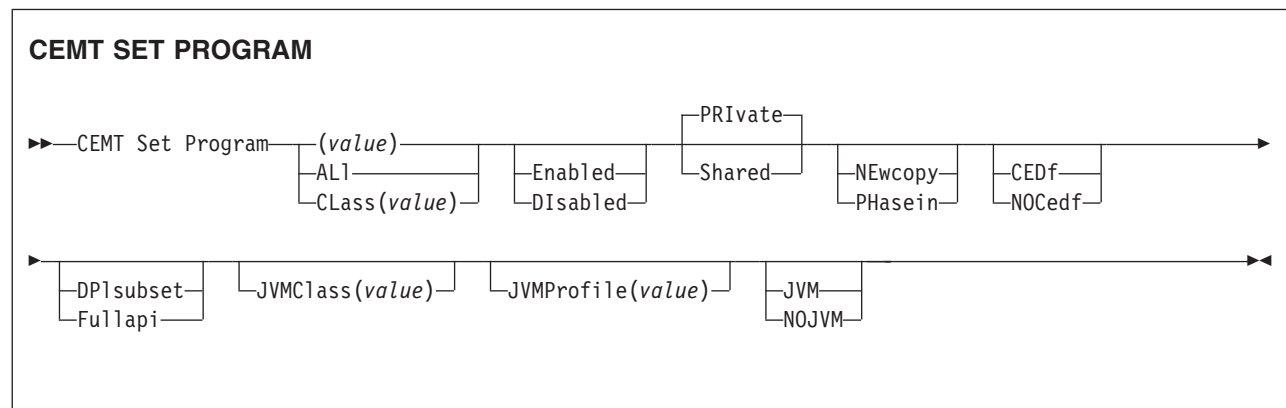 CEMT SET PROGRAM
PRIvate
CEMT Set Program (value) Enabled Shared NEwcopy CEDf
ALl DIsabled PHasein NOCedf
CLass(value)
DPlsubset JVMClass(value) JVMProfile(value) JVM
Fullapi NOJVM